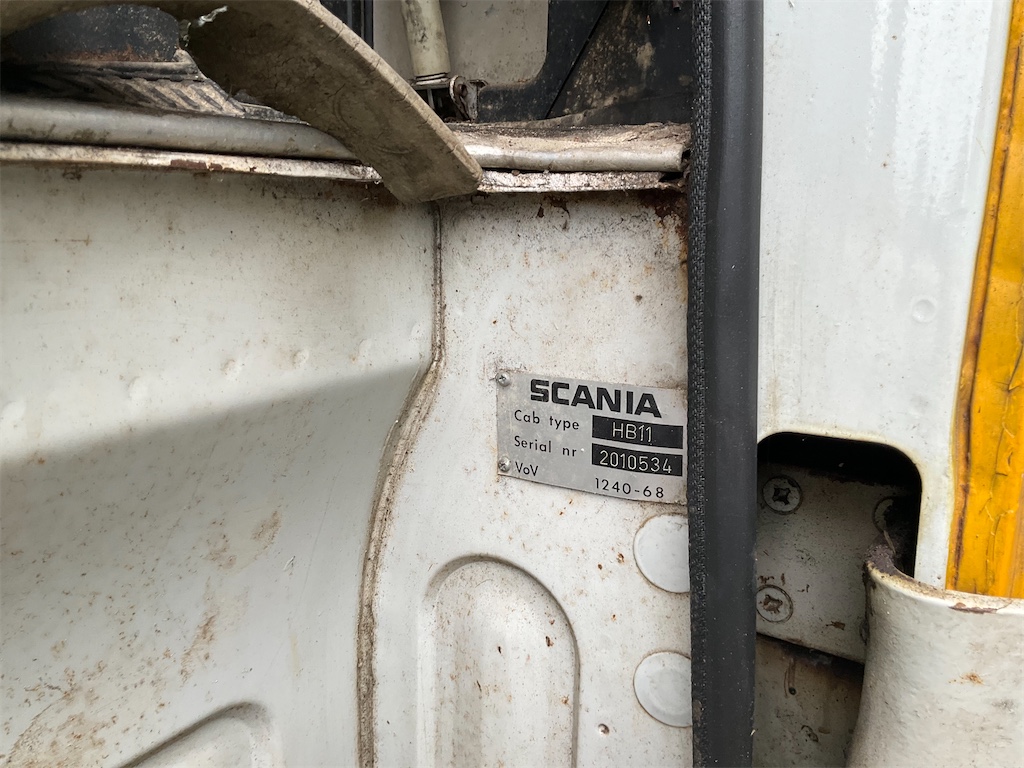 SCANIA
Cab type HB11
Serial nr 2010534
VoV 1240-68